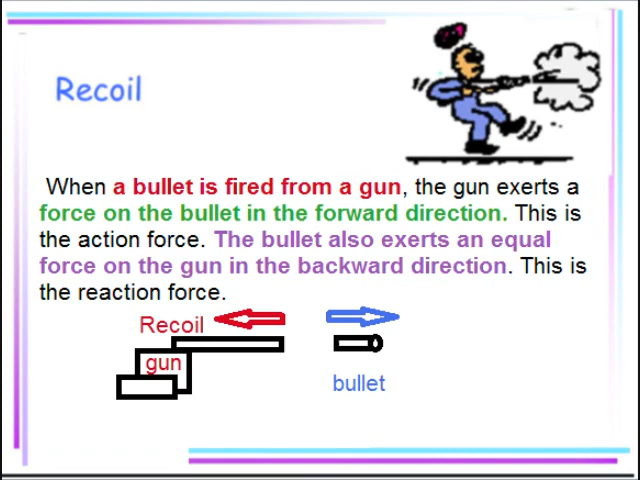 Recoil
When a bullet is fired from a gun, the gun exerts a
force on the bullet in the forward direction. This is
the action force. The bullet also exerts an equal
force on the gun in the backward direction. This is
the reaction force.
Recoil
gun
bullet